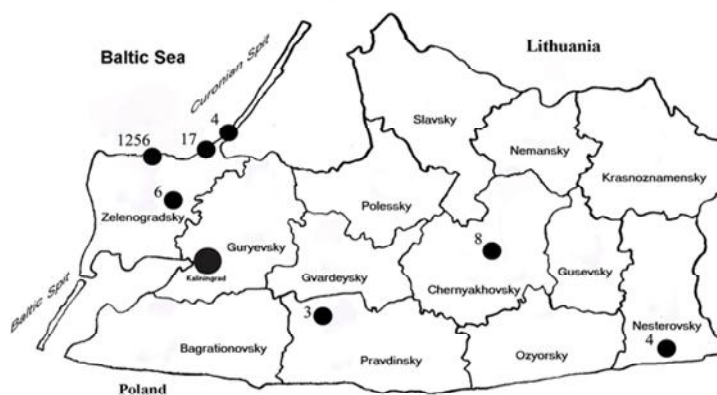 Lithuania
Baltic Sea
Curonian Spit
Slavsky
4
17
1256
Nemansky
Krasnoznamensky
6
Polessky
Zelenogradsky
Guryevsky
8
Kaliningrad
Gvardeysky
Gusevsky
Chernyakhovsky
Baltic Spit
3
Nesterovsky
4
Bagrationovsky
Pravdinsky
Ozyorsky
Poland